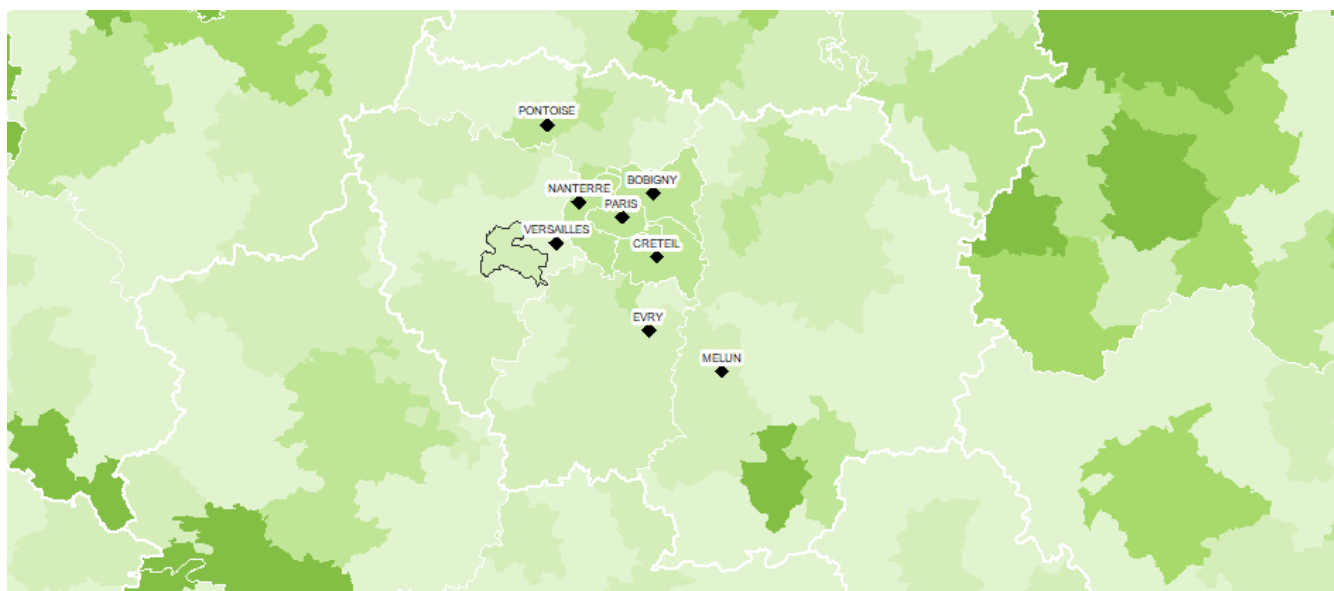 PONTOISE
BOBIGNY
NANTERRE
PARIS
VERSAILLES
CRETEIL
EVRY
MELUN